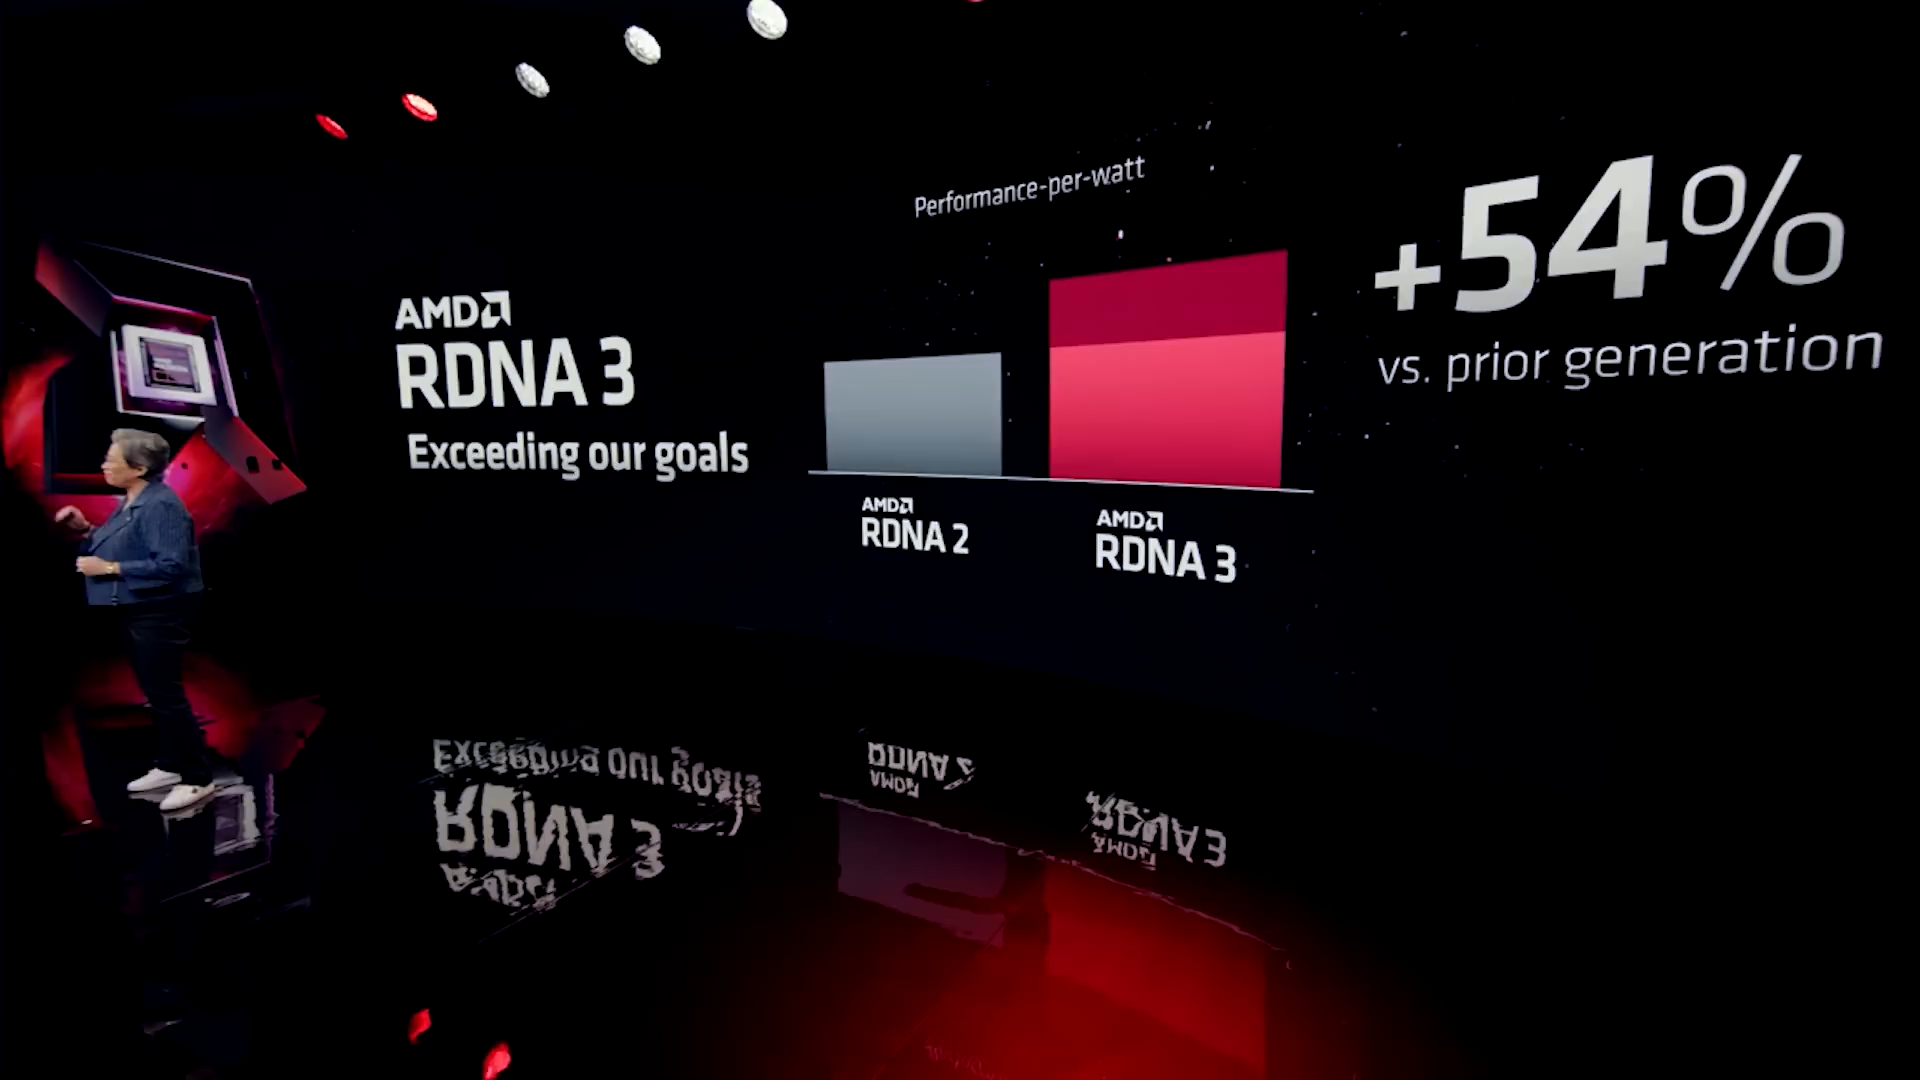 AMD
RDNA 3
Exceeding our goals
Performance-per-watt
AMD
RDNA 2
AMD
RDNA 3
+54%
vs. prior generation